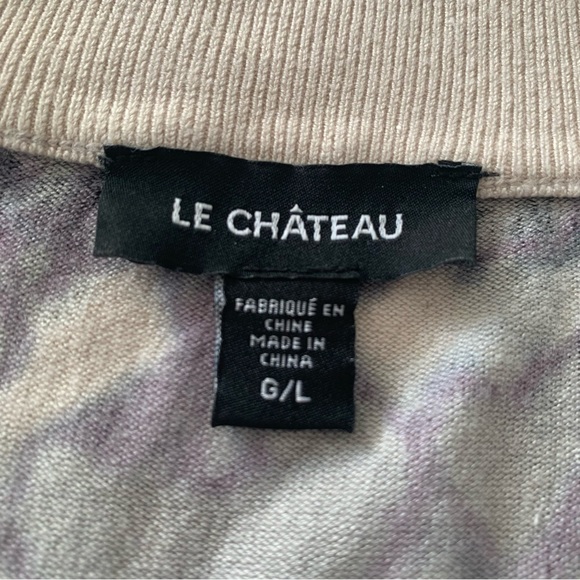 LE CHÂTEAU
FABRIQUÉ EN
CHINE
MADE IN
CHINA
G/L